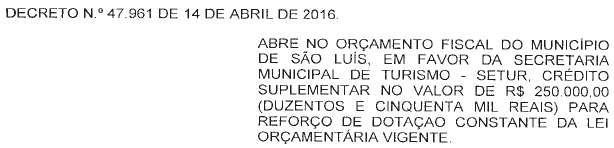 DECRETO N.º 47.961 DE 14 DE ABRIL DE 2016.
ABRE NO ORÇAMENTO FISCAL DO MUNICÍPIO
DE SÃO LUÍS, EM FAVOR DA SECRETARIA
MUNICIPAL DE TURISMO - SETUR, CRÉDITO
SUPLEMENTAR NO VALOR DE R$ 250.000,00
(DUZENTOS E CINQUENTA MIL REAIS) PARA
REFORÇO DE DOTAÇAO CONSTANTE DA LEI
ORÇAMENTÁRIA VIGENTE.